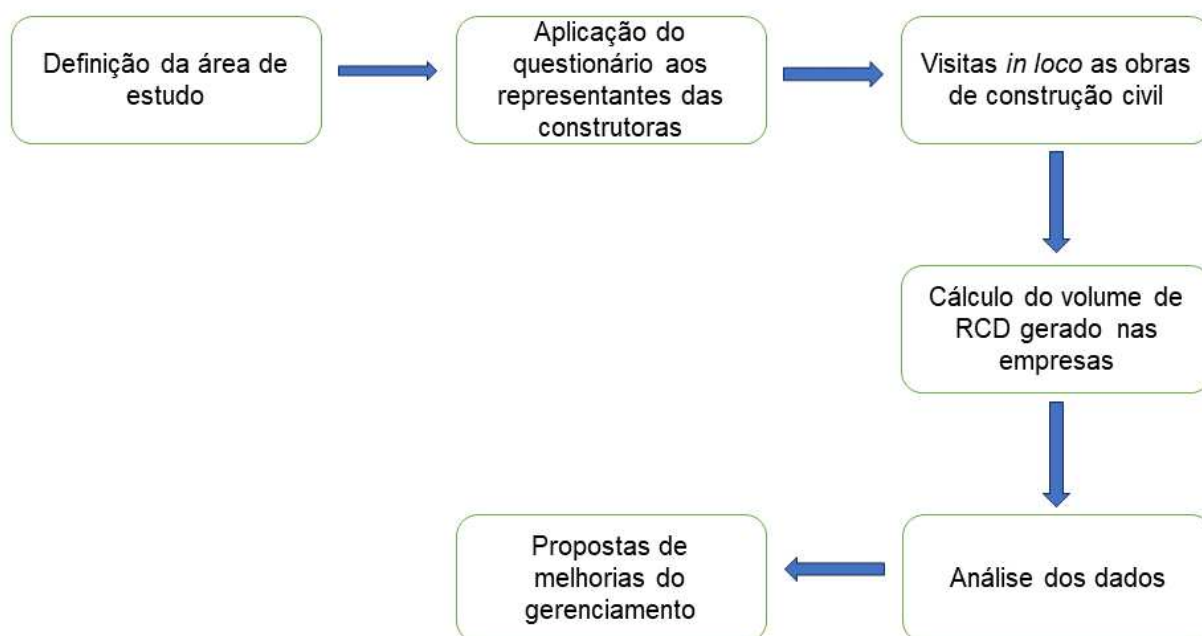 Definição da área de
estudo
Aplicação do
questionário aos
representantes das
construtoras
Visitas in loco as obras
de construção civil
Cálculo do volume de
RCD gerado nas
empresas
Análise dos dados
Propostas de
melhorias do
gerenciamento